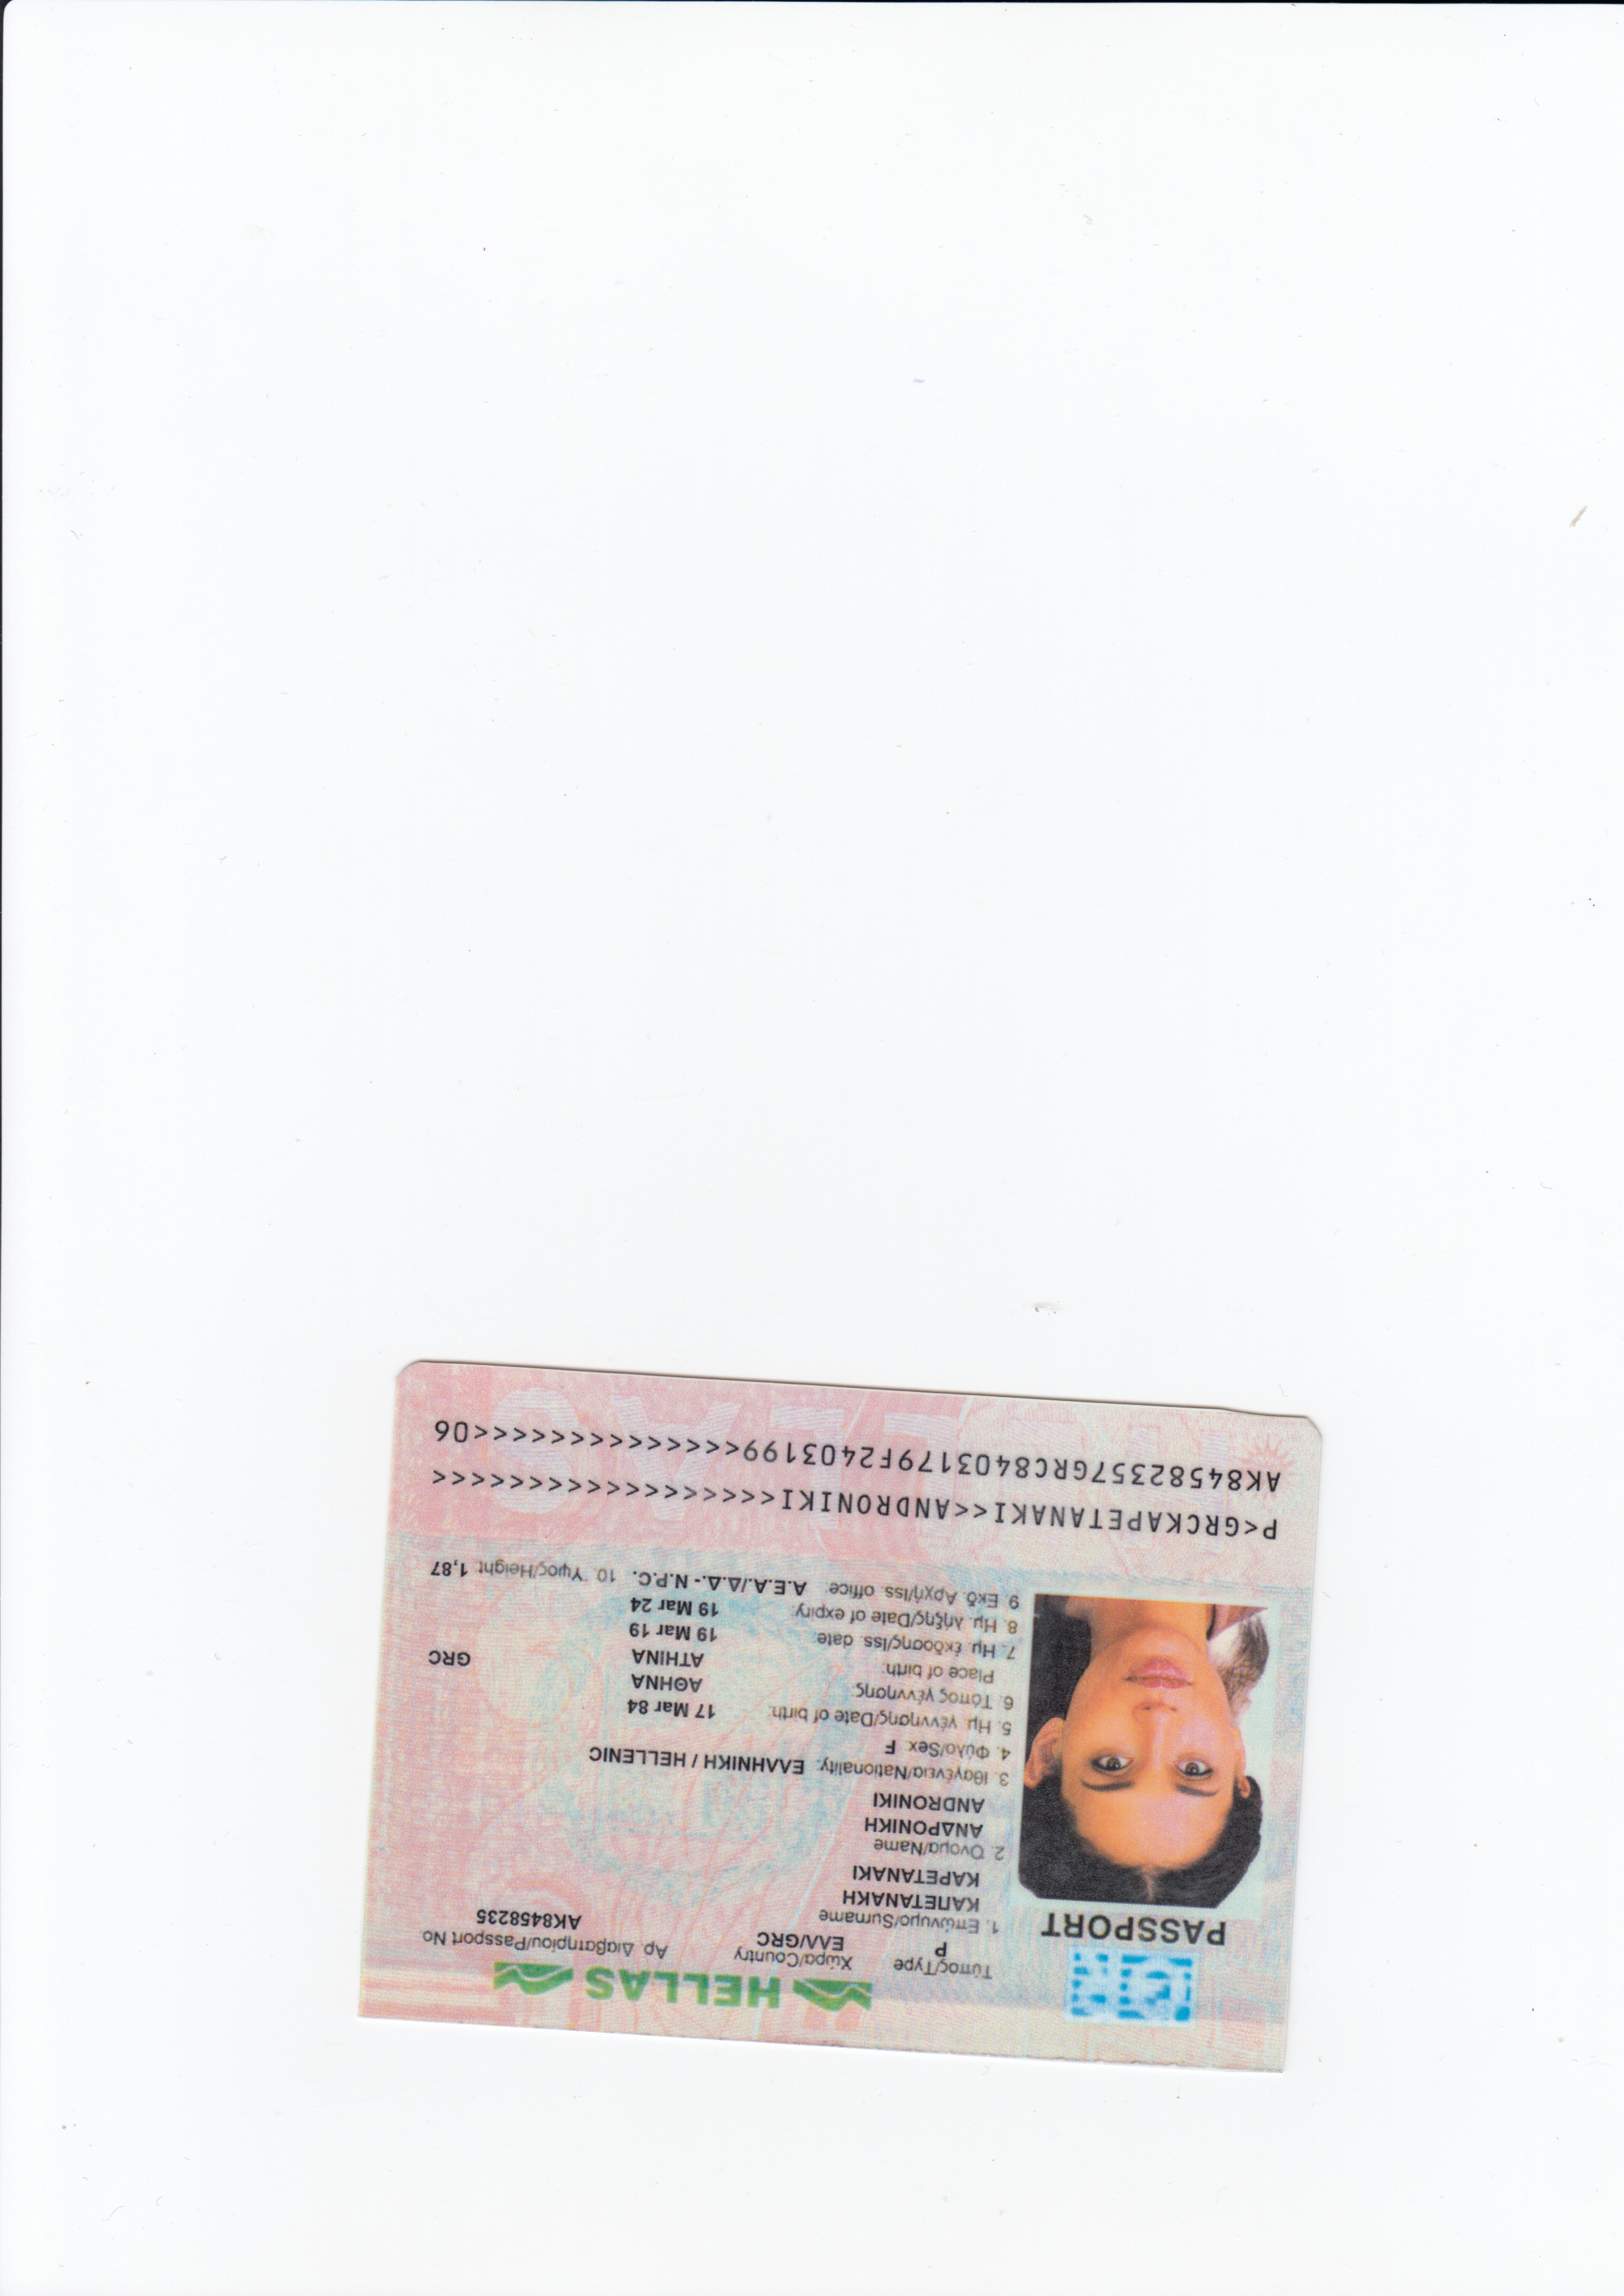 HELLAS
PASSPORT
Τύπος/Type
P
Χώρα/Country
ΕΛΛ/GRC
Αρ. Διαβατηρίου/Passport No
AK8458235
1. Επώνυμο/Surname
ΚΑΠΕΤΑΝΑΚΗ
KAPETANAKI
2. Όνομα/Name
ΑΝΔΡΟΝΙΚΗ
ANDRONIKI
3. Ιθαγένεια/Nationality: ΕΛΛΗΝΙΚΗ / HELLENIC
4. Φύλο/Sex F
5. Ημ. γέννησης/Date of birth: 17 Mar 84
6. Τόπος γέννησης ΑΘΗΝΑ
Place of birth: ATHINA GRC
7. Ημ. έκδοσης/Iss. date 19 Mar 19
8. Ημ. λήξης/Date of expiry: 19 Mar 24
9. Εκδ. Αρχή/Iss. office: Α.Ε.Α./Δ.Δ.- N.P.C. 10. Υψος/Height: 1,87
P<GRCKAPETANAKI<<ANDRONIKI<<<<<<<<<<<<<<<<<<
AK84582357GRC8403179F2403199<<<<<<<<<<<<<<06